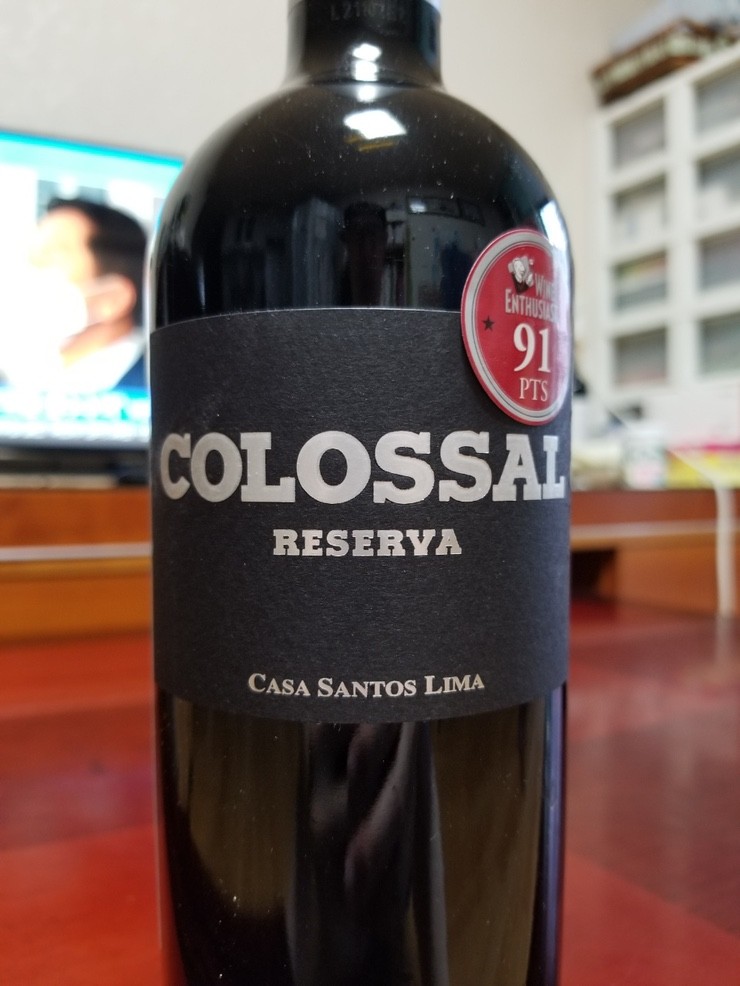 WINE
ENTHUSIAST
91
PTS
COLOSSAL
RESERVA
CASA SANTOS LIMA